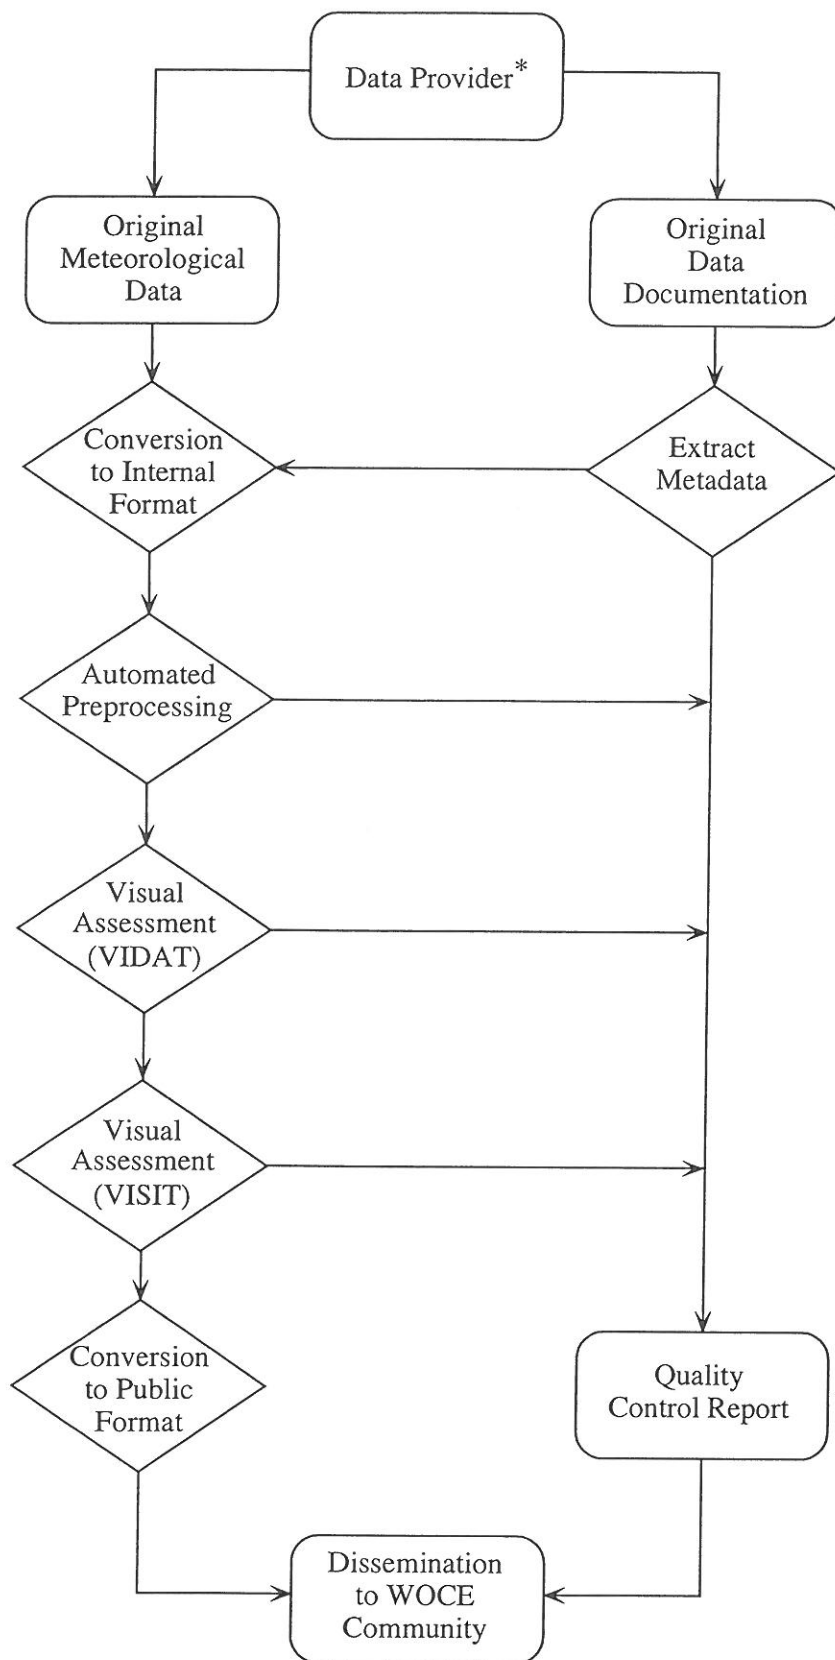 Data Provider*
Original
Meteorological
Data
Original
Data
Documentation
Conversion
to Internal
Format
Extract
Metadata
Automated
Preprocessing
Visual
Assessment
(VIDAT)
Visual
Assessment
(VISIT)
Conversion
to Public
Format
Quality
Control Report
Dissemination
to WOCE
Community